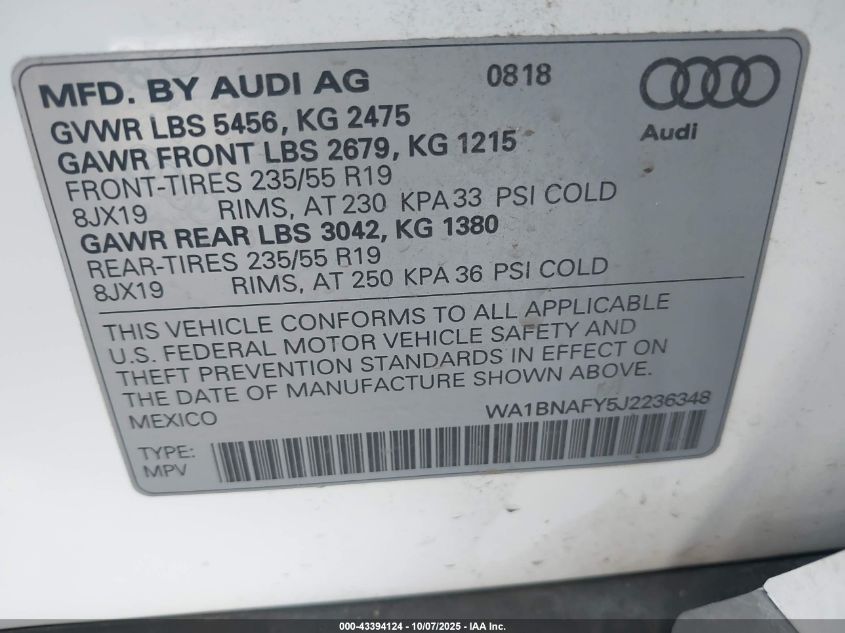 MFD. BY AUDI AG 0818
GVWR LBS 5456, KG 2475
GAWR FRONT LBS 2679, KG 1215
FRONT-TIRES 235/55 R19
8JX19 RIMS, AT 230 KPA 33 PSI COLD
GAWR REAR LBS 3042, KG 1380
REAR-TIRES 235/55 R19
8JX19 RIMS, AT 250 KPA 36 PSI COLD
Audi
THIS VEHICLE CONFORMS TO ALL APPLICABLE
U.S. FEDERAL MOTOR VEHICLE SAFETY AND
THEFT PREVENTION STANDARDS IN EFFECT ON
THE DATE OF MANUFACTURE SHOWN ABOVE.
MEXICO WA1BNAFY5J2236348
TYPE:
MPV
000-43394124 - 10/07/2025 - IAA Inc.